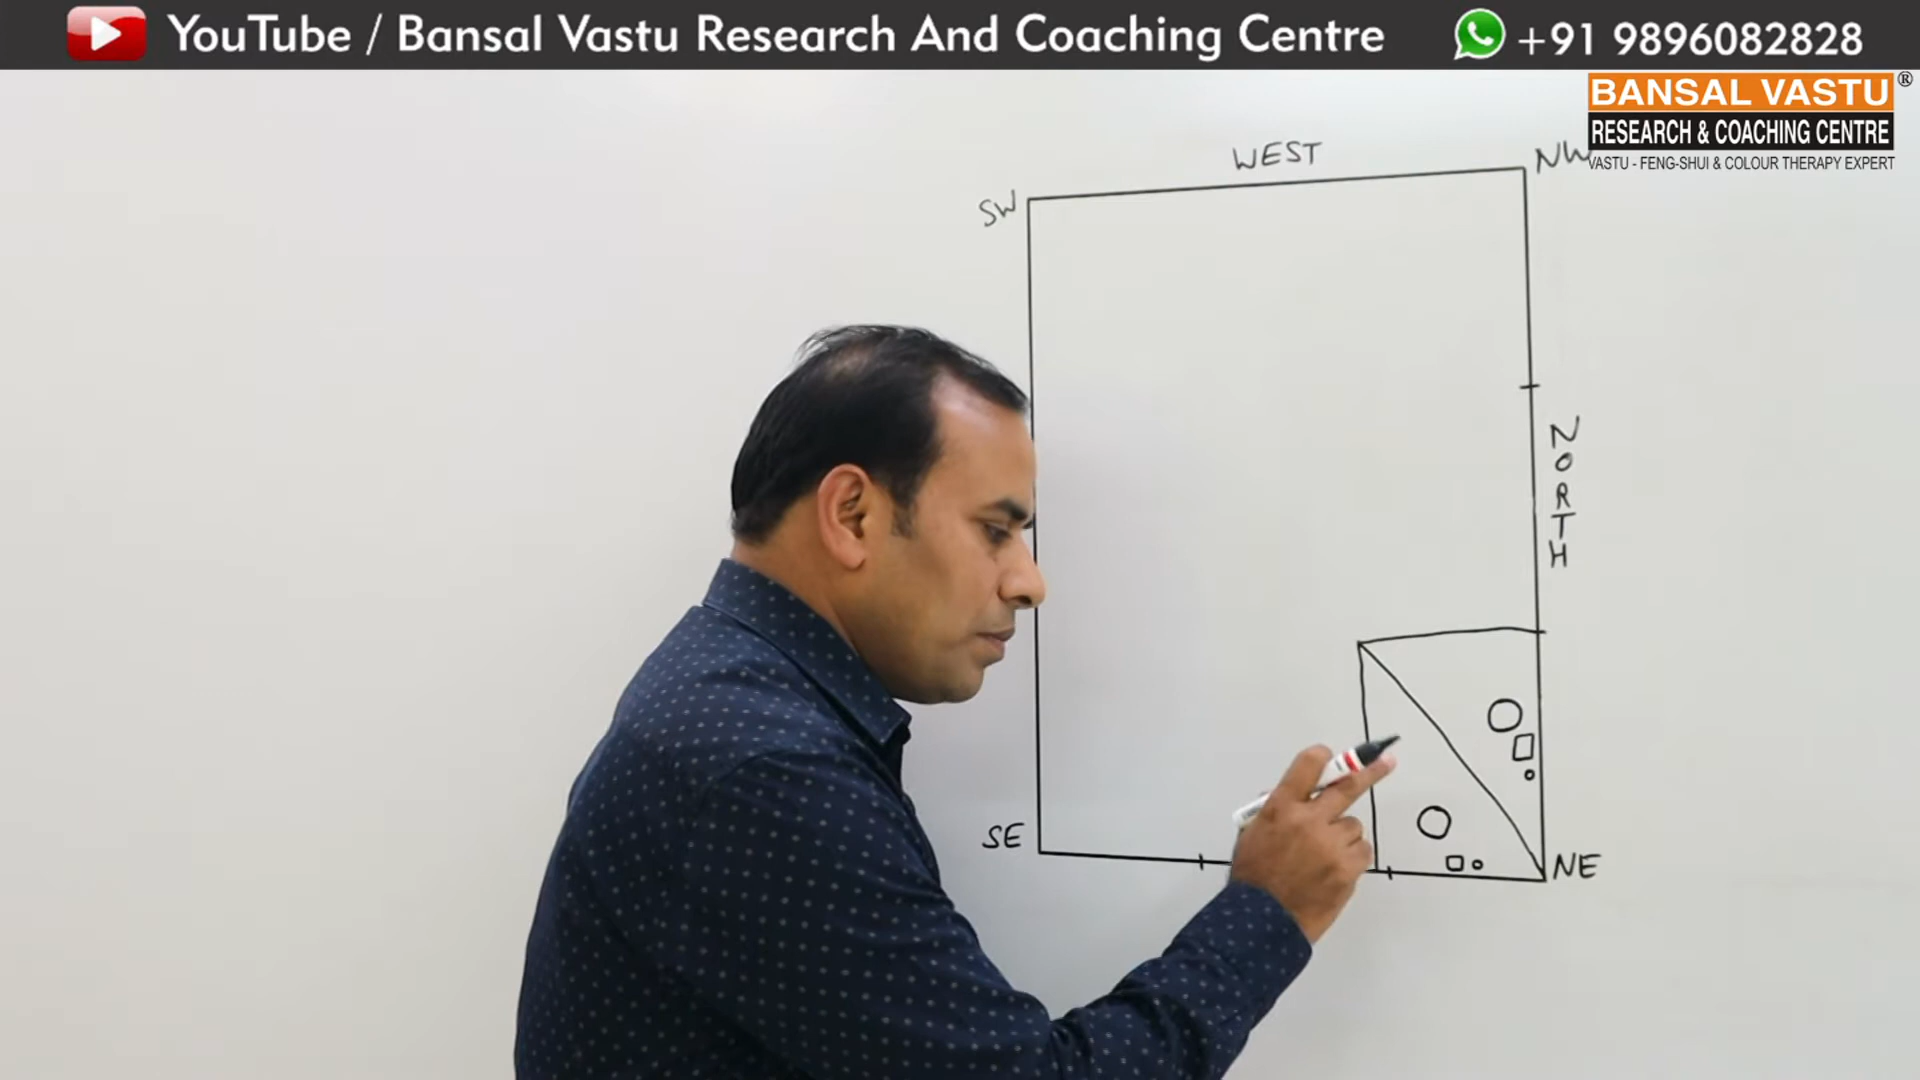 YouTube / Bansal Vastu Research And Coaching Centre
+91 9896082828
BANSAL VASTU®
RESEARCH & COACHING CENTRE
VASTU - FENG-SHUI & COLOUR THERAPY EXPERT
WEST
NW
SW
NORTH
SE
NE